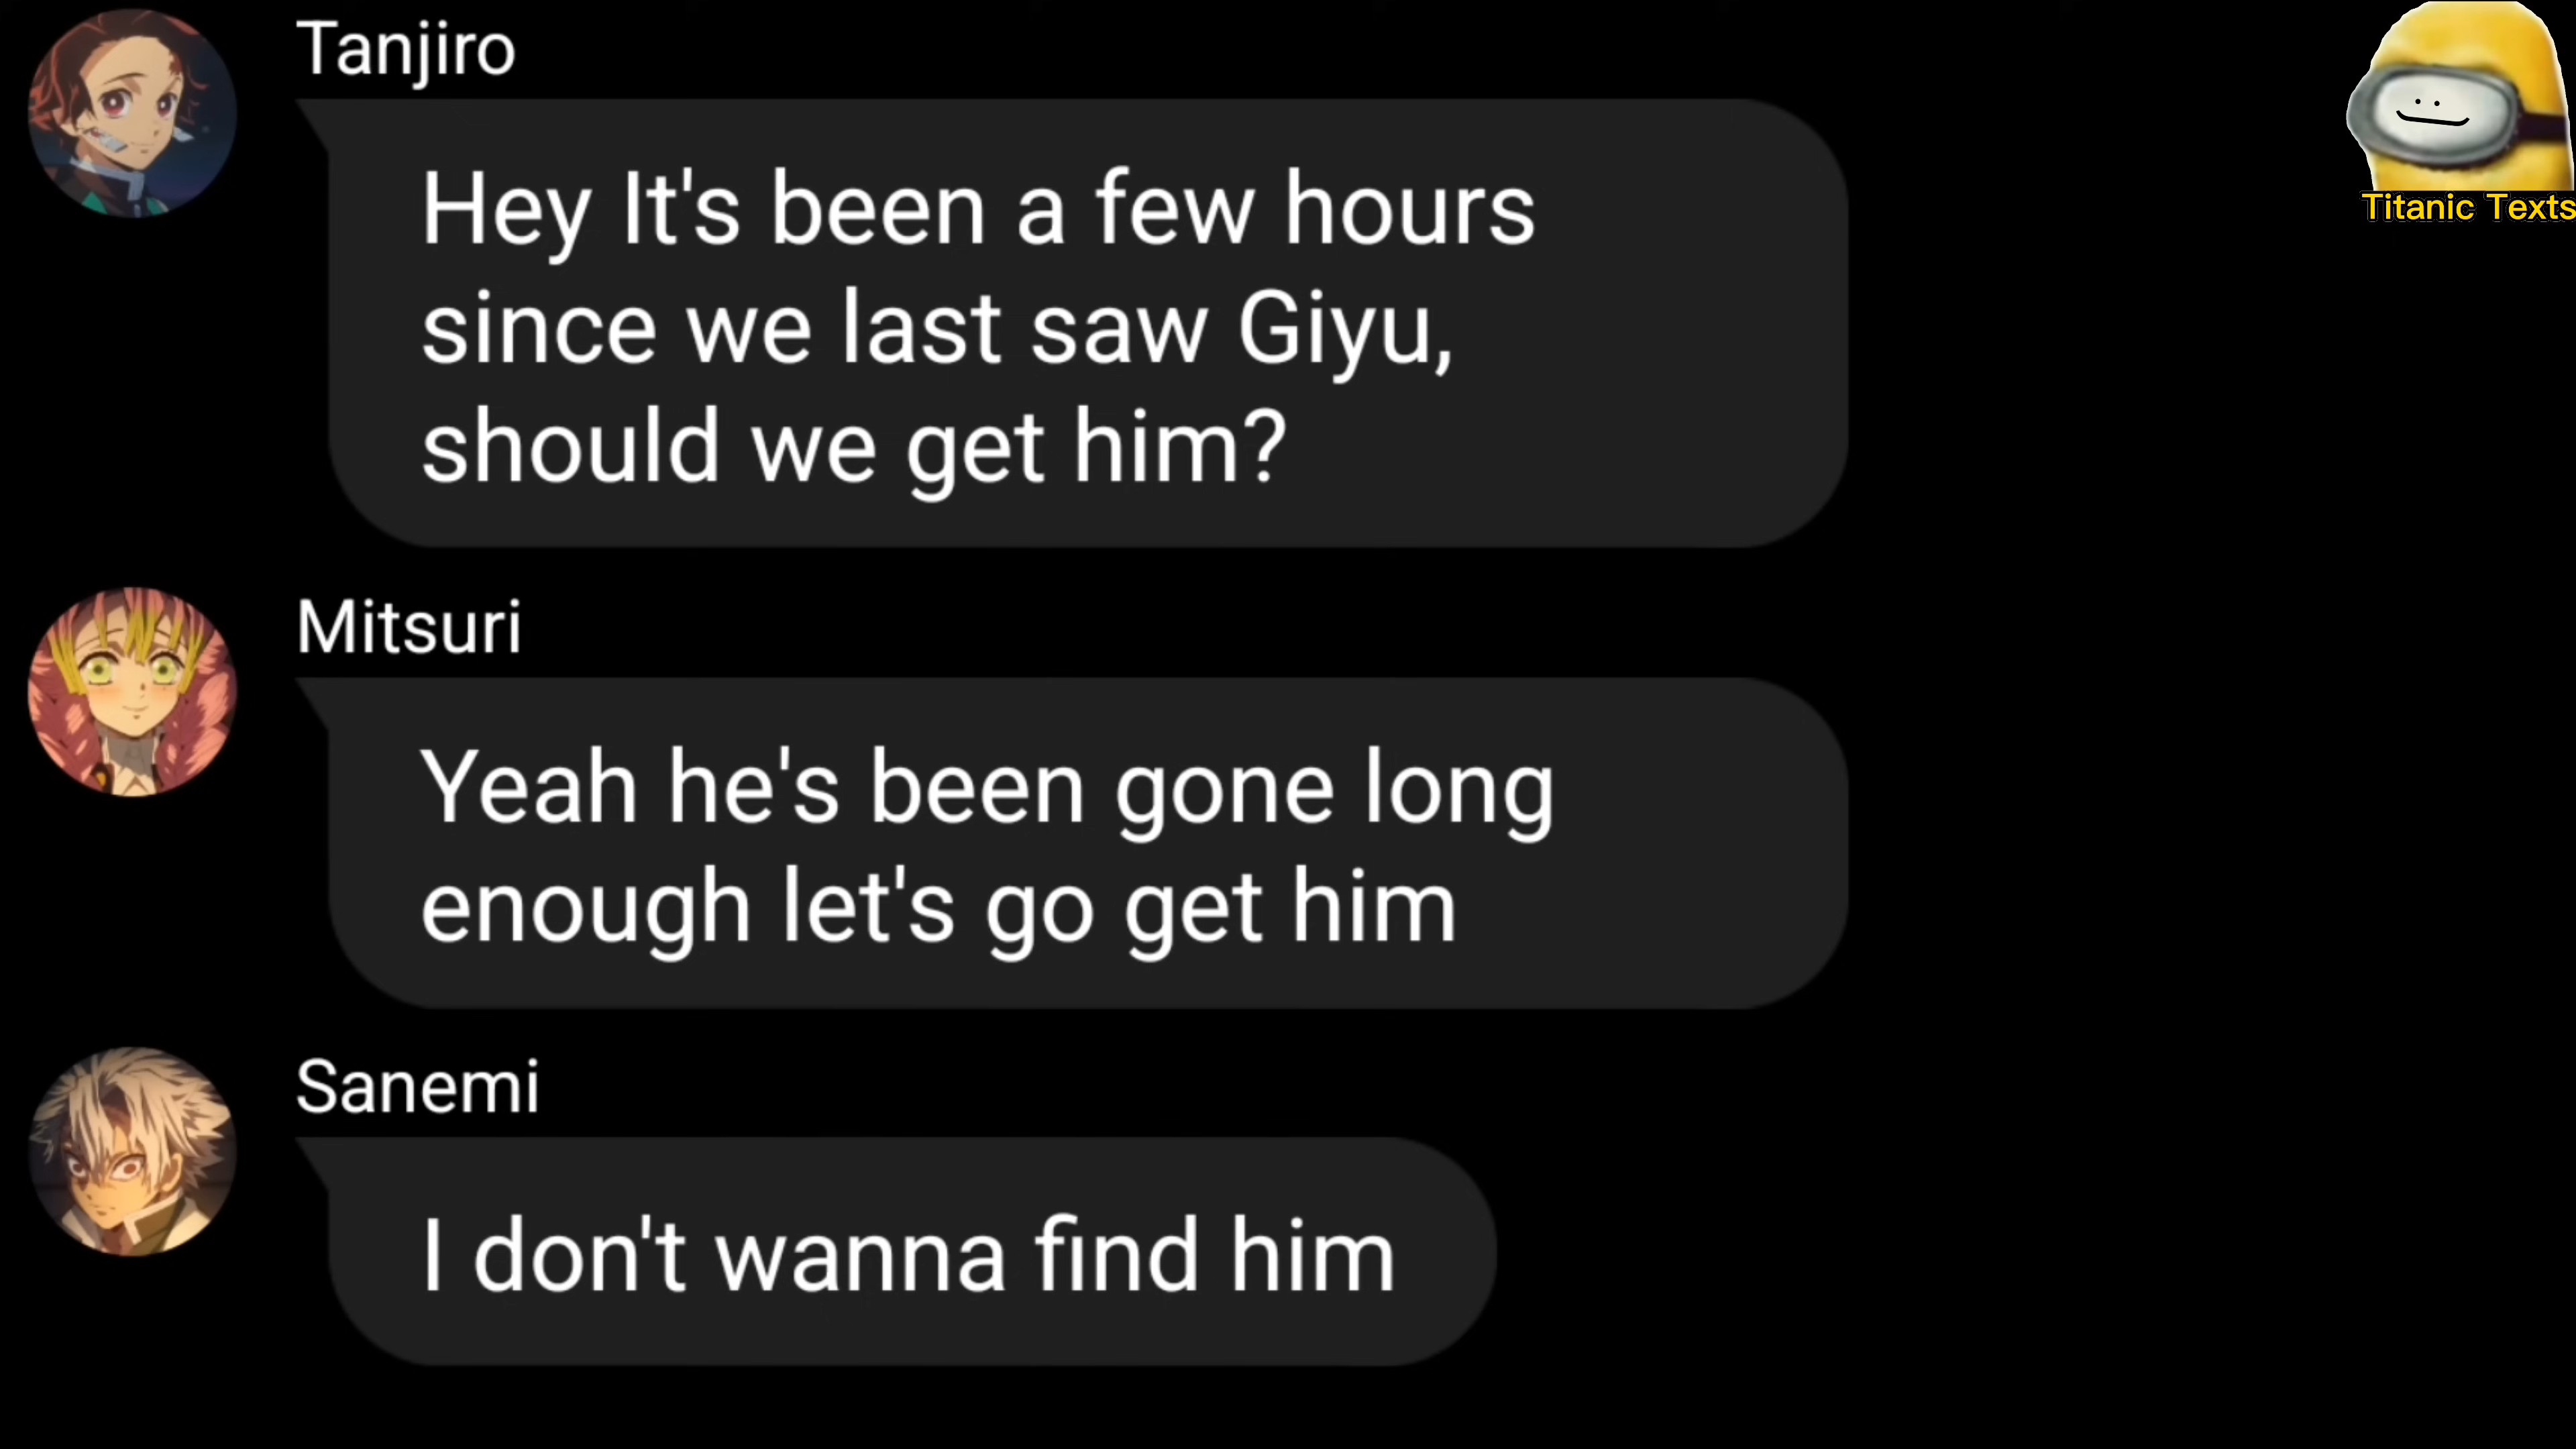 Tanjiro
Titanic Texts
Hey It's been a few hours
since we last saw Giyu,
should we get him?
Mitsuri
Yeah he's been gone long
enough let's go get him
Sanemi
I don't wanna find him